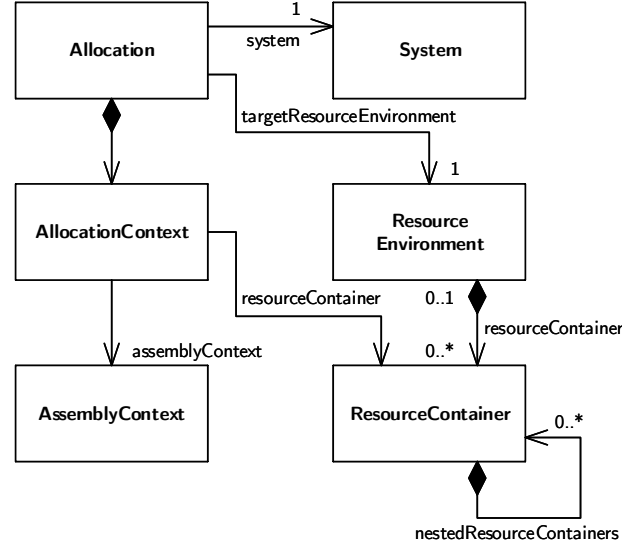 1
Allocation
system
System
targetResourceEnvironment
1
AllocationContext
Resource
Environment
resourceContainer
0..1
resourceContainer
assemblyContext
0..*
AssemblyContext
ResourceContainer
0..*
nestedResourceContainers